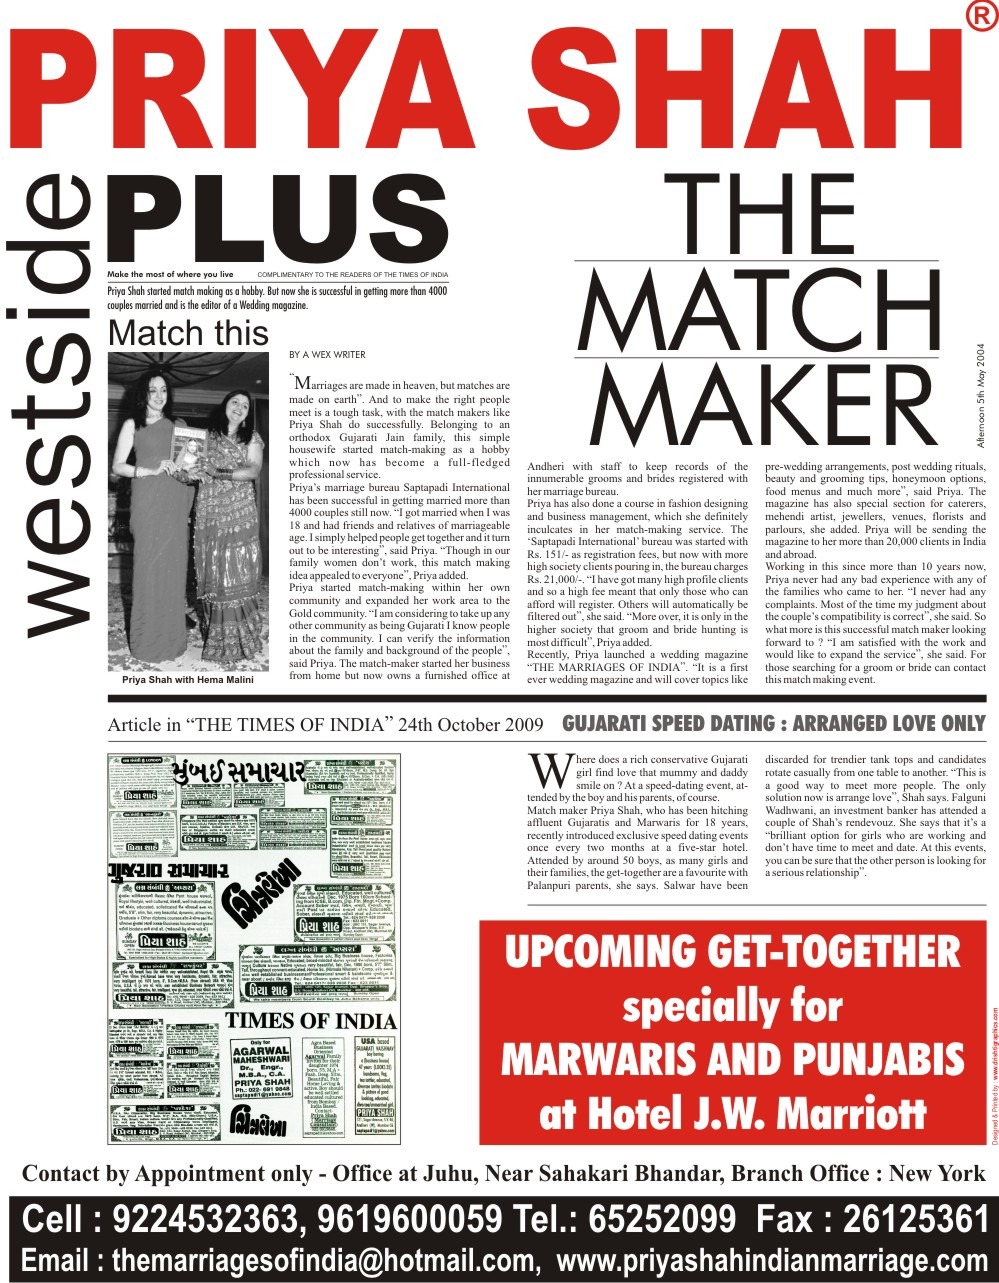 PRIYA SHAH®
westside
PLUS
Make the most of where you live
COMPLIMENTARY TO THE READERS OF THE TIMES OF INDIA
Priya Shah started match making as a hobby. But now she is successful in getting more than 4000
couples married and is the editor of a Wedding magazine.
Match this
Priya Shah with Hema Malini
BY A WEX WRITER
“Marriages are made in heaven, but matches are
made on earth”. And to make the right people
meet is a tough task, with the match makers like
Priya Shah do successfully. Belonging to an
orthodox Gujarati Jain family, this simple
housewife started match-making as a hobby
which now has become a full-fledged
professional service.
Priya’s marriage bureau Saptapadi International
has been successful in getting married more than
4000 couples still now. “I got married when I was
18 and had friends and relatives of marriageable
age. I simply helped people get together and it turn
out to be interesting”, said Priya. “Though in our
family women don’t work, this match making
idea appealed to everyone”, Priya added.
Priya started match-making within her own
community and expanded her work area to the
Gold community. “I am considering to take up any
other community as being Gujarati I know people
in the community. I can verify the information
about the family and background of the people”,
said Priya. The match-maker started her business
from home but now owns a furnished office at
THE
MATCH
MAKER
Afternoon 5th May 2004
Andheri with staff to keep records of the
innumerable grooms and brides registered with
her marriage bureau.
Priya has also done a course in fashion designing
and business management, which she definitely
inculcates in her match-making service. The
‘Saptapadi International’ bureau was started with
Rs. 151/- as registration fees, but now with more
high society clients pouring in, the bureau charges
Rs. 21,000/-. “I have got many high profile clients
and so a high fee meant that only those who can
afford will register. Others will automatically be
filtered out”, she said. “More over, it is only in the
higher society that groom and bride hunting is
most difficult”, Priya added.
Recently, Priya launched a wedding magazine
“THE MARRIAGES OF INDIA”. “It is a first
ever wedding magazine and will cover topics like
pre-wedding arrangements, post wedding rituals,
beauty and grooming tips, honeymoon options,
food menus and much more”, said Priya. The
magazine has also special section for caterers,
mehendi artist, jewellers, venues, florists and
parlours, she added. Priya will be sending the
magazine to her more than 20,000 clients in India
and abroad.
Working in this since more than 10 years now,
Priya never had any bad experience with any of
the families who came to her. “I never had any
complaints. Most of the time my judgment about
the couple’s compatibility is correct”, she said. So
what more is this successful match maker looking
forward to ? “I am satisfied with the work and
would like to expand the service”, she said. For
those searching for a groom or bride can contact
this match making event.
Article in “THE TIMES OF INDIA” 24th October 2009
GUJARATI SPEED DATING : ARRANGED LOVE ONLY
મુંબઈ સમાચાર
ગુજરાત સમાચાર
મિત્રલેખા
પ્રિયા શાહ
TIMES OF INDIA
Only for
AGARWAL
MAHESHWARI
Dr., Engr.,
M.B.A., C.A.
PRIYA SHAH
Ph.: 022- 691 9848
saptapadi1@yahoo.com
USA based
PRIYA SHAH
Where does a rich conservative Gujarati
girl find love that mummy and daddy
smile on ? At a speed-dating event, at-
tended by the boy and his parents, of course.
Match maker Priya Shah, who has been hitching
affluent Gujaratis and Marwaris for 18 years,
recently introduced exclusive speed dating events
once every two months at a five-star hotel.
Attended by around 50 boys, as many girls and
their families, the get-together are a favourite with
Palanpuri parents, she says. Salwar have been
discarded for trendier tank tops and candidates
rotate casually from one table to another. “This is
a good way to meet more people. The only
solution now is arrange love”, Shah says. Falguni
Wadhwani, an investment banker has attended a
couple of Shah’s rendevouz. She says that it’s a
“brilliant option for girls who are working and
don’t have time to meet and date. At this events,
you can be sure that the other person is looking for
a serious relationship”.
UPCOMING GET-TOGETHER
specially for
MARWARIS AND PUNJABIS
at Hotel J.W. Marriott
Designed & Printed by : www.drishtigraphics.com
Contact by Appointment only - Office at Juhu, Near Sahakari Bhandar, Branch Office : New York
Cell : 9224532363, 9619600059 Tel.: 65252099 Fax : 26125361
Email : themarriagesofindia@hotmail.com, www.priyashahindianmarriage.com